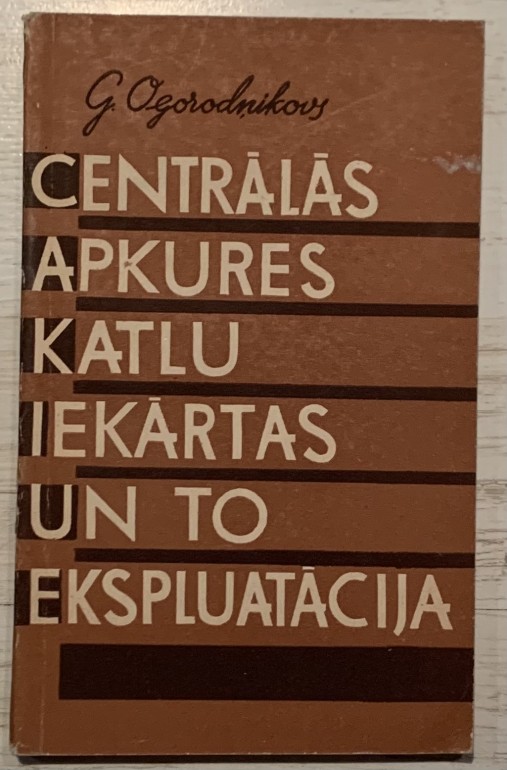 G. Ogorodņikovs
CENTRĀLĀS
APKURES
KATLU
IEKĀRTAS
UN TO
EKSPLUATĀCIJA